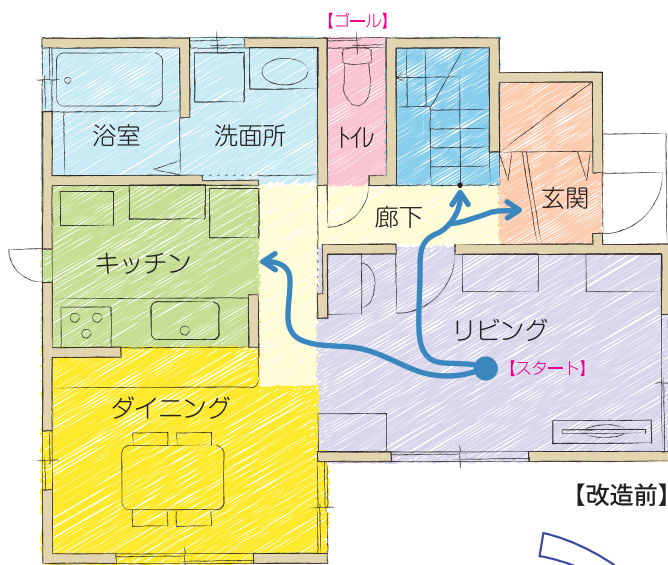 【ゴール】
浴室
洗面所
トイレ
玄関
廊下
キッチン
リビング
【スタート】
ダイニング
【改造前】